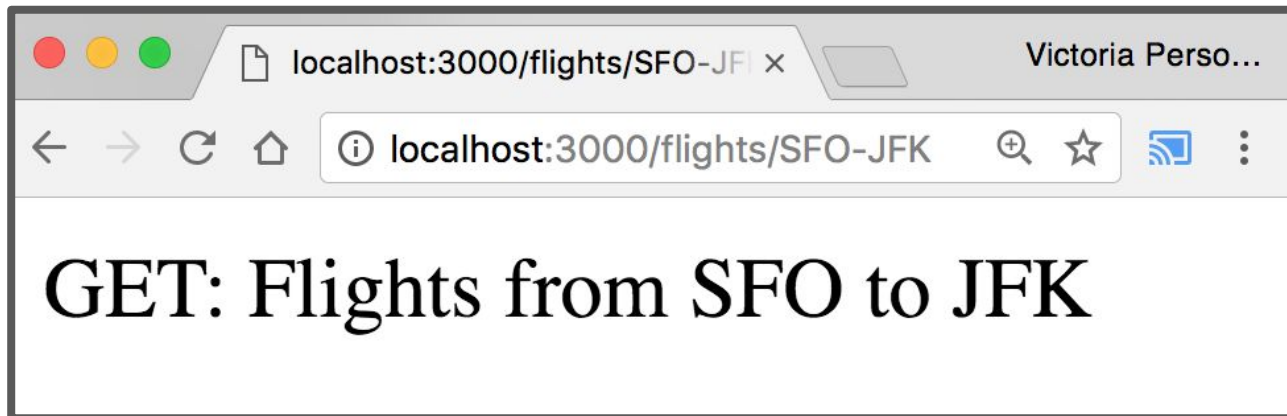 localhost:3000/flights/SFO-JF
Victoria Perso...
localhost:3000/flights/SFO-JFK
GET: Flights from SFO to JFK